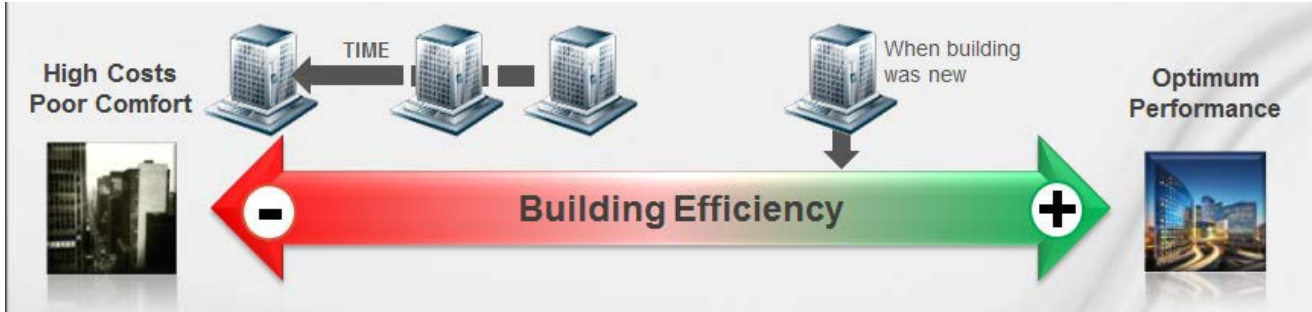 TIME
When building
was new
High Costs
Poor Comfort
Optimum
Performance
-
Building Efficiency
+